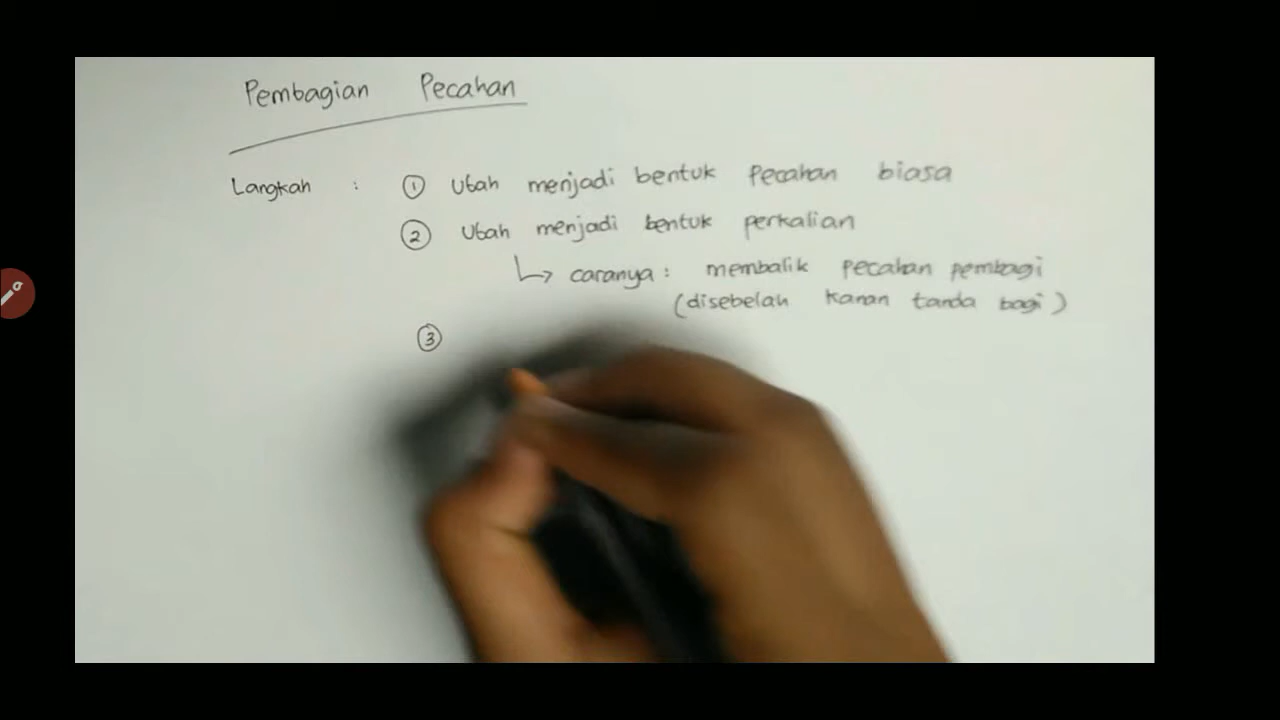 Pembagian Pecahan
Langkah : ① Ubah menjadi bentuk pecahan biasa
② Ubah menjadi bentuk perkalian
↳ caranya : membalik pecahan pembagi
(disebelah kanan tanda bagi)
③